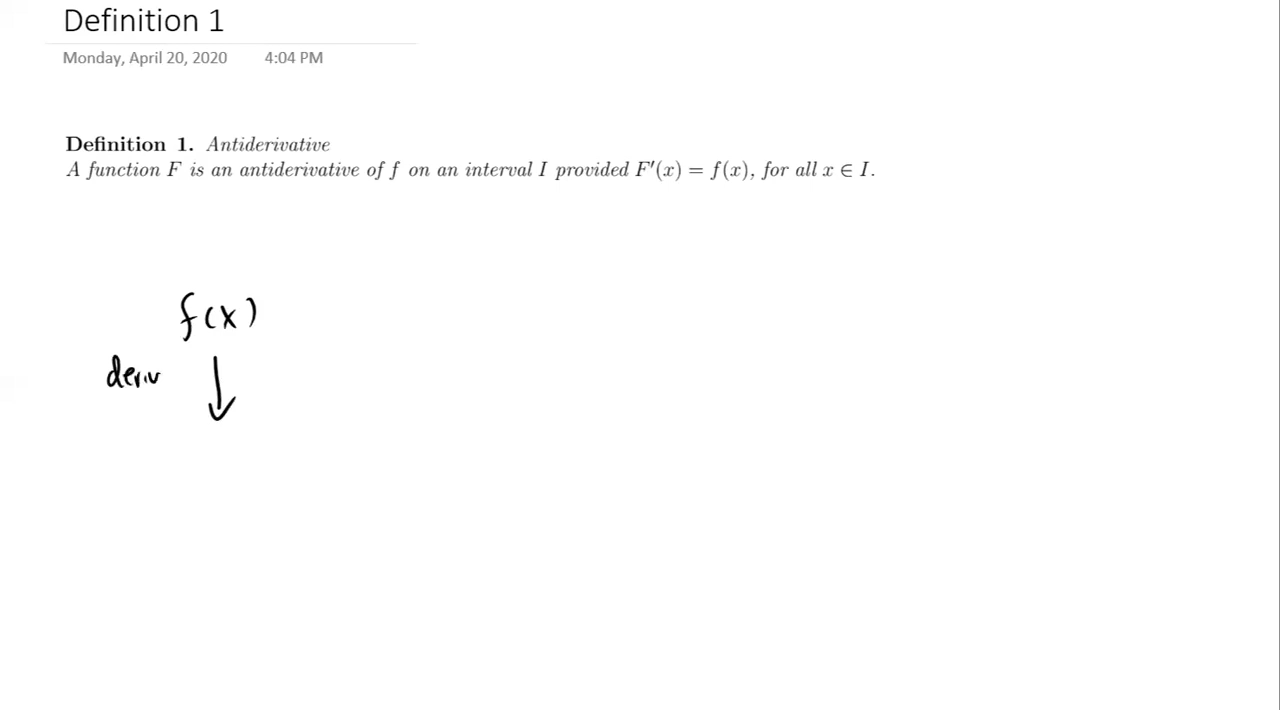 Definition 1
Monday, April 20, 2020 4:04 PM
Definition 1. Antiderivative
A function F is an antiderivative of f on an interval I provided F′(x) = f(x), for all x ∈ I.
f(x)
deriv